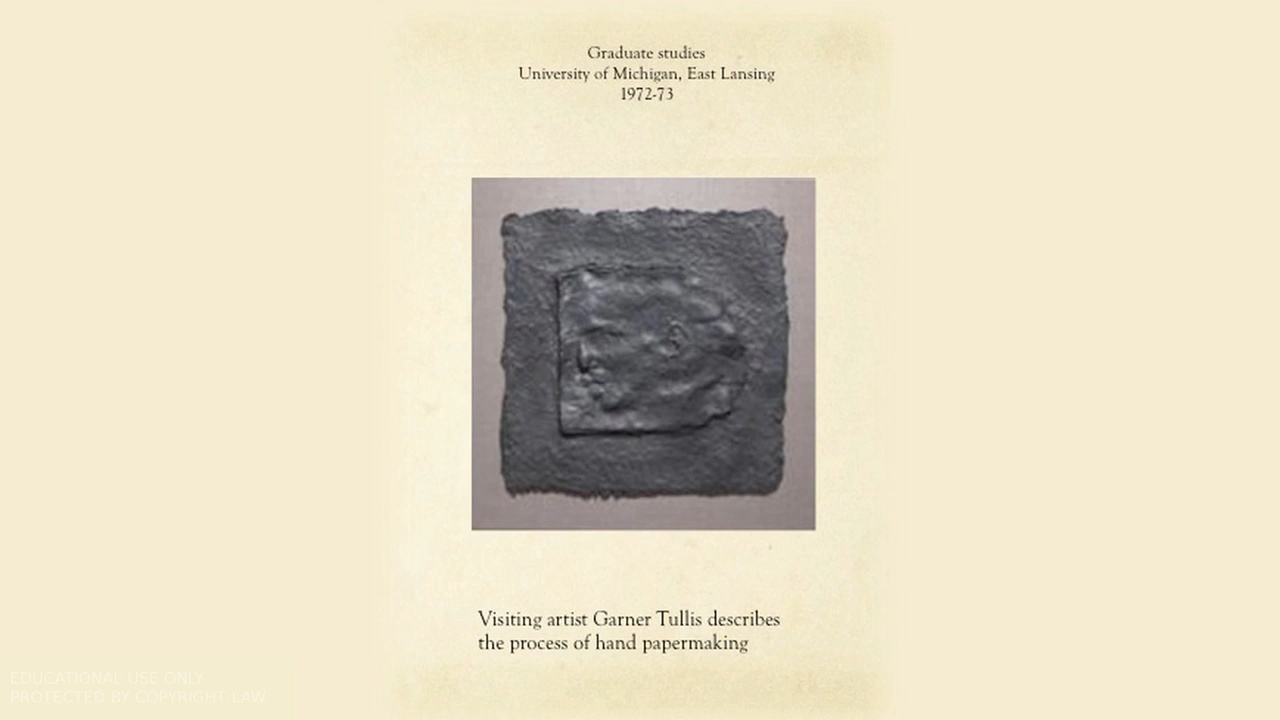 Graduate studies
University of Michigan, East Lansing
1972-73
Visiting artist Garner Tullis describes
the process of hand papermaking
EDUCATIONAL USE ONLY
PROTECTED BY COPYRIGHT LAW